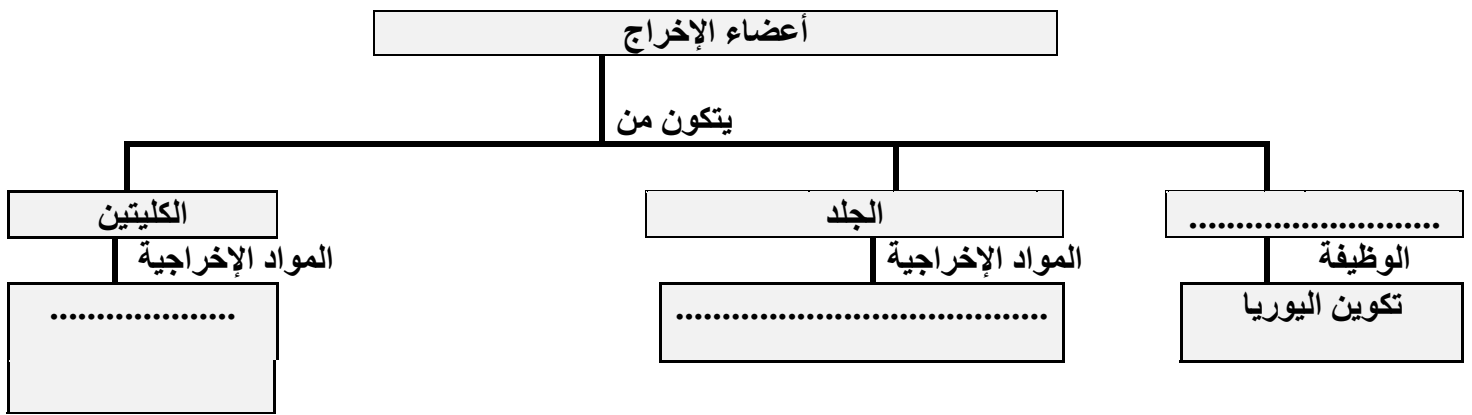 أعضاء الإخراج
يتكون من
........................... الجلد الكليتين
الوظيفة المواد الإخراجية المواد الإخراجية
تكوين اليوريا ........................................ ....................